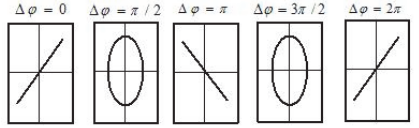 Δφ = 0 Δφ = π / 2 Δφ = π Δφ = 3π / 2 Δφ = 2π